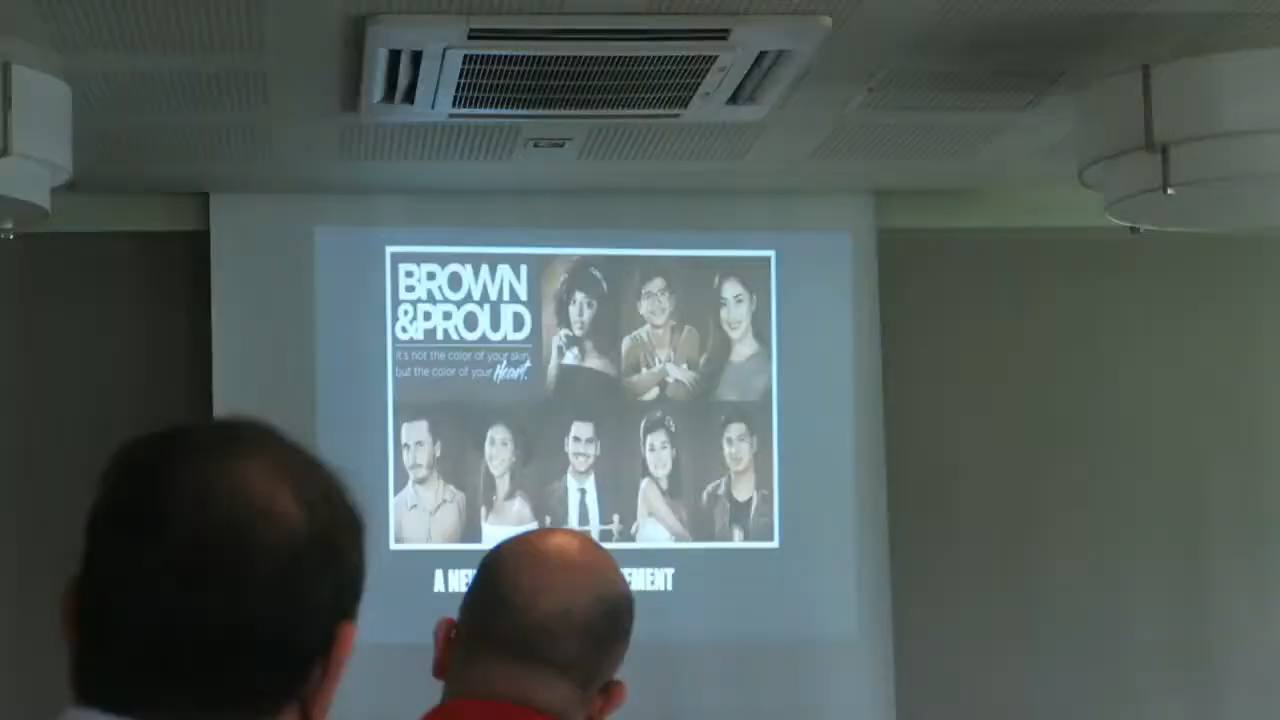 BROWN
&PROUD
it's not the color of your skin,
but the color of your Heart.
A